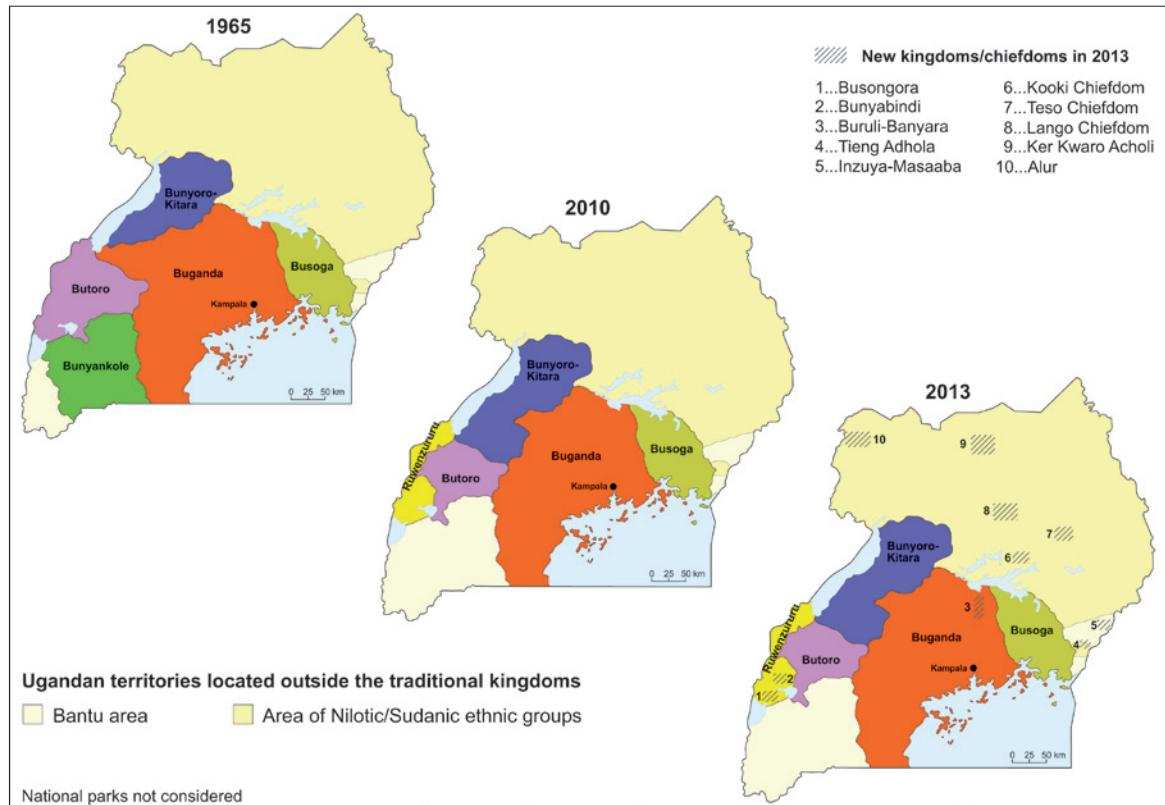 1965
Bunyoro-
Kitara
Buganda
Busoga
Butoro
Kampala
Bunyankole
0 25 50 km
2010
Bunyoro-
Kitara
Ruwenzururu
Butoro
Buganda
Busoga
Kampala
0 25 50 km
New kingdoms/chiefdoms in 2013
1...Busongora
2...Bunyabindi
3...Buruli-Banyara
4...Tieng Adhola
5...Inzuya-Masaaba
6...Kooki Chiefdom
7...Teso Chiefdom
8...Lango Chiefdom
9...Ker Kwaro Acholi
10...Alur
2013
10
9
8
7
6
Bunyoro-
Kitara
3
Ruwenzururu
Buganda
Busoga
5
4
Butoro
Kampala
2
1
0 25 50 km
Ugandan territories located outside the traditional kingdoms
Bantu area
Area of Nilotic/Sudanic ethnic groups
National parks not considered